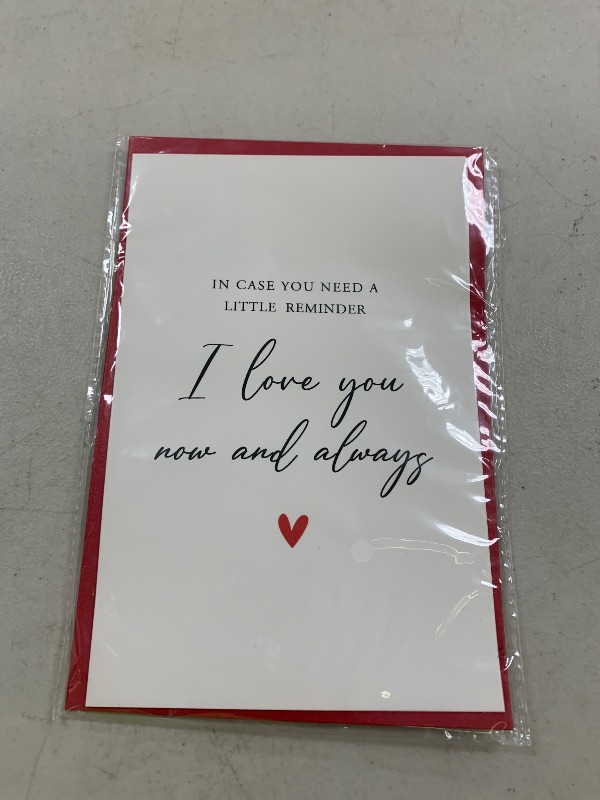 IN CASE YOU NEED A
LITTLE REMINDER
I love you
now and always